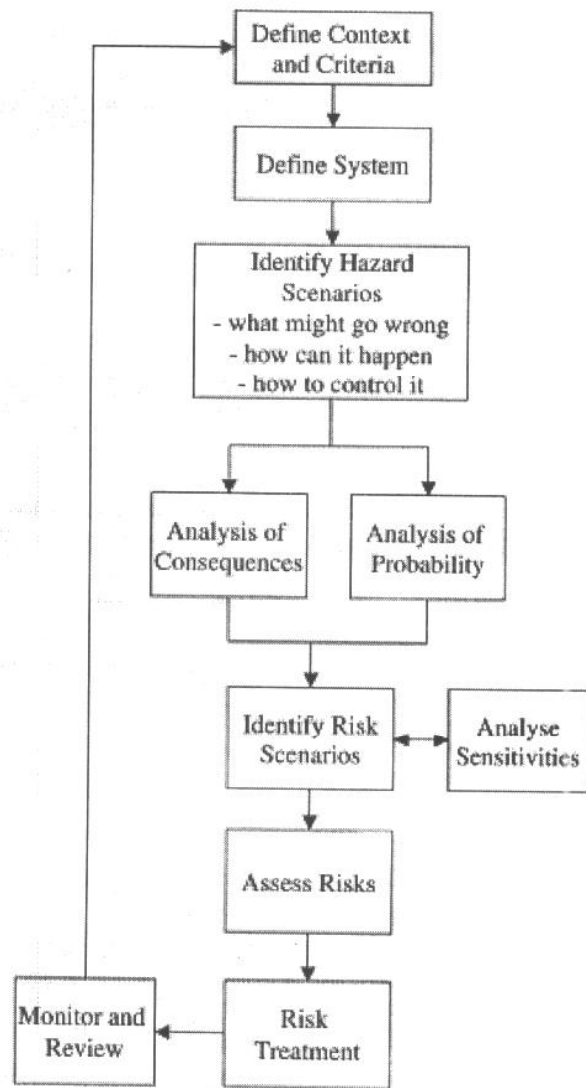 Define Context
and Criteria
Define System
Identify Hazard
Scenarios
- what might go wrong
- how can it happen
- how to control it
Analysis of
Consequences
Analysis of
Probability
Identify Risk
Scenarios
Analyse
Sensitivities
Assess Risks
Monitor and
Review
Risk
Treatment